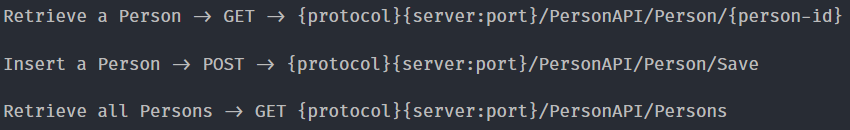 Retrieve a Person → GET → {protocol}{server:port}/PersonAPI/Person/{person-id}
Insert a Person → POST → {protocol}{server:port}/PersonAPI/Person/Save
Retrieve all Persons → GET {protocol}{server:port}/PersonAPI/Persons